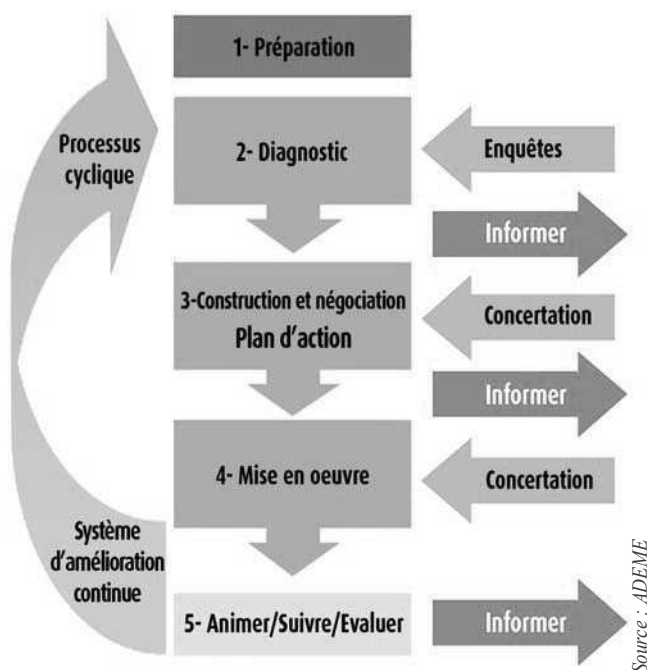 1- Préparation
Processus
cyclique
2- Diagnostic
Enquêtes
Informer
3-Construction et négociation
Plan d'action
Concertation
Informer
4- Mise en oeuvre
Concertation
Système
d'amélioration
continue
5- Animer/Suivre/Evaluer
Informer
Source : ADEME